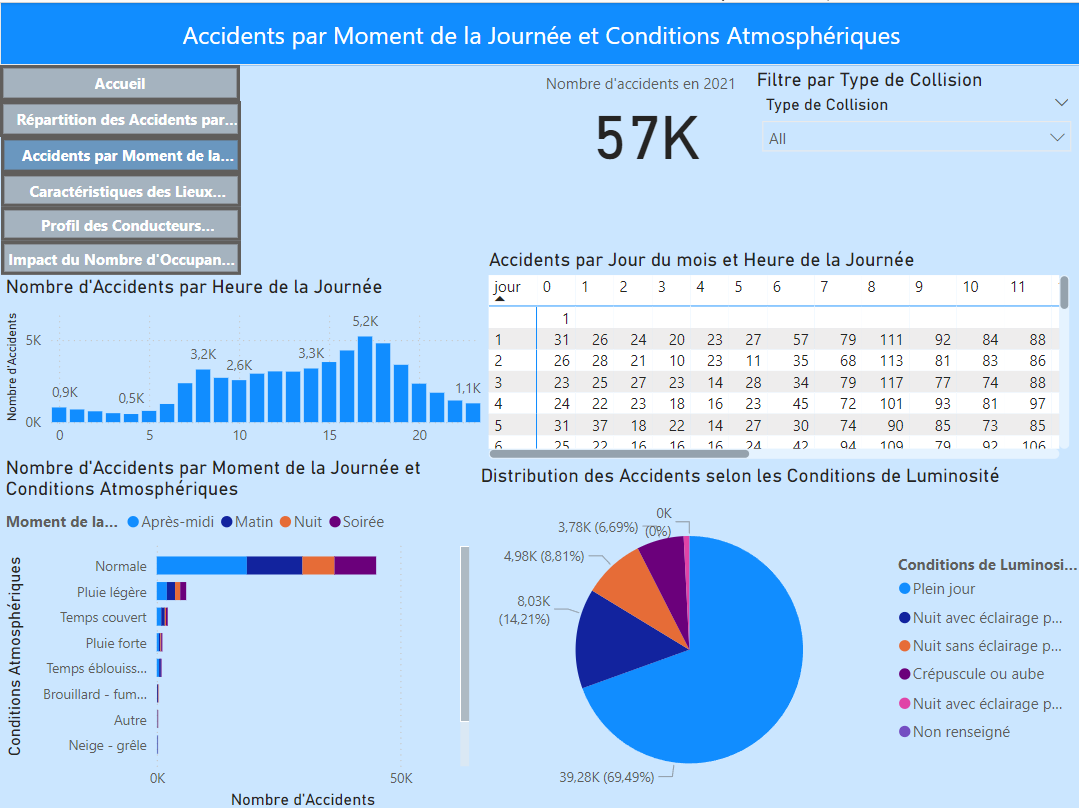 Accidents par Moment de la Journée et Conditions Atmosphériques
Accueil
Répartition des Accidents par...
Accidents par Moment de la...
Caractéristiques des Lieux...
Profil des Conducteurs...
Impact du Nombre d'Occupan...
Nombre d'accidents en 2021
57K
Filtre par Type de Collision
Type de Collision
All
Nombre d'Accidents par Heure de la Journée
Nombre d'Accidents
5K
0K
0,9K
0,5K
3,2K
2,6K
3,3K
5,2K
1,1K
0 5 10 15 20
Accidents par Jour du mois et Heure de la Journée
jour 0 1 2 3 4 5 6 7 8 9 10 11
1
1 31 26 24 20 23 27 57 79 111 92 84 88
2 26 28 21 10 23 11 35 68 113 81 83 86
3 23 25 27 23 14 28 34 79 117 77 74 88
4 24 22 23 18 16 23 45 72 101 93 81 97
5 31 37 18 22 14 27 30 74 90 85 73 85
6 25 22 16 16 16 24 42 94 109 79 92 106
Nombre d'Accidents par Moment de la Journée et
Conditions Atmosphériques
Moment de la... Après-midi Matin Nuit Soirée
Conditions Atmosphériques
Normale
Pluie légère
Temps couvert
Pluie forte
Temps éblouiss...
Brouillard - fum...
Autre
Neige - grêle
0K 50K
Nombre d'Accidents
Distribution des Accidents selon les Conditions de Luminosité
0K
(0%)
3,78K (6,69%)
4,98K (8,81%)
8,03K
(14,21%)
39,28K (69,49%)
Conditions de Luminosi...
Plein jour
Nuit avec éclairage p...
Nuit sans éclairage p...
Crépuscule ou aube
Nuit avec éclairage p...
Non renseigné